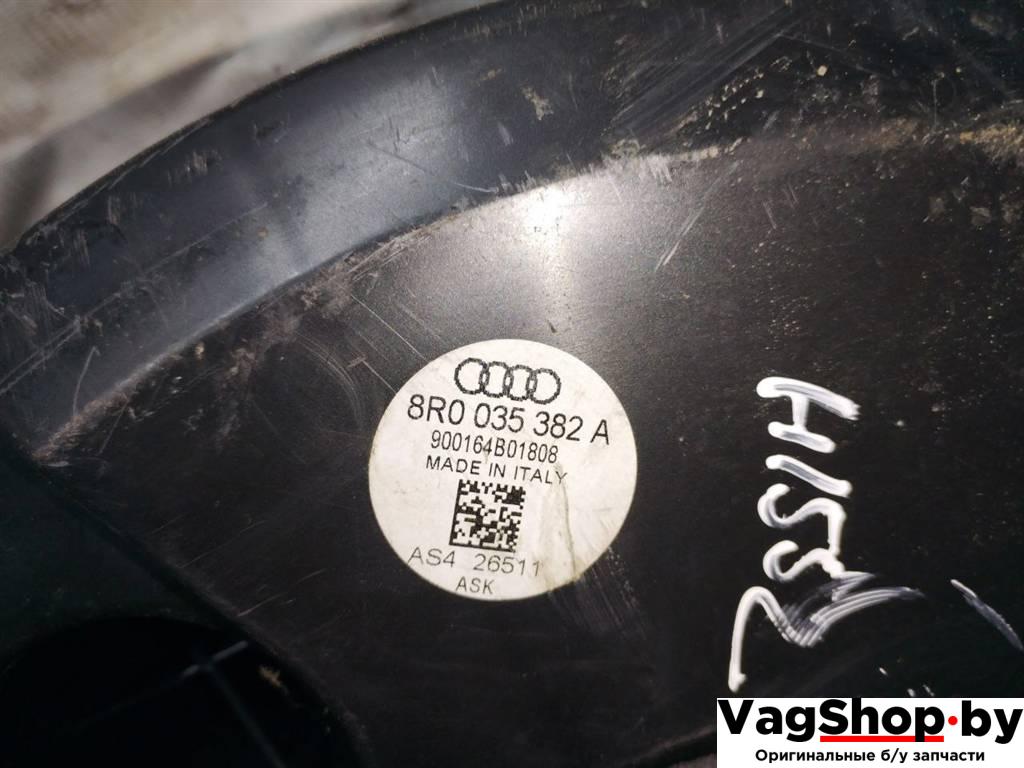 8R0 035 382 A
900164B01808
MADE IN ITALY
AS4 26511
ASK
VagShop.by
Оригинальные б/у запчасти